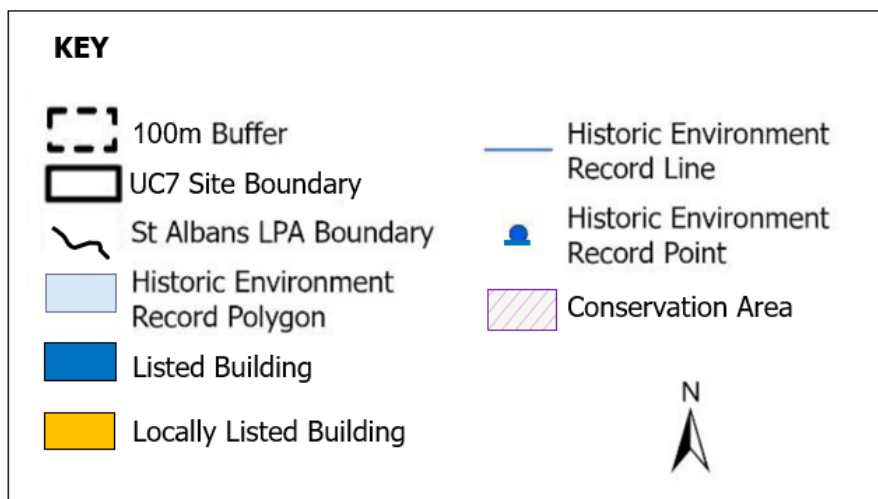 KEY
100m Buffer
UC7 Site Boundary
St Albans LPA Boundary
Historic Environment
Record Polygon
Listed Building
Locally Listed Building
Historic Environment
Record Line
Historic Environment
Record Point
Conservation Area
N